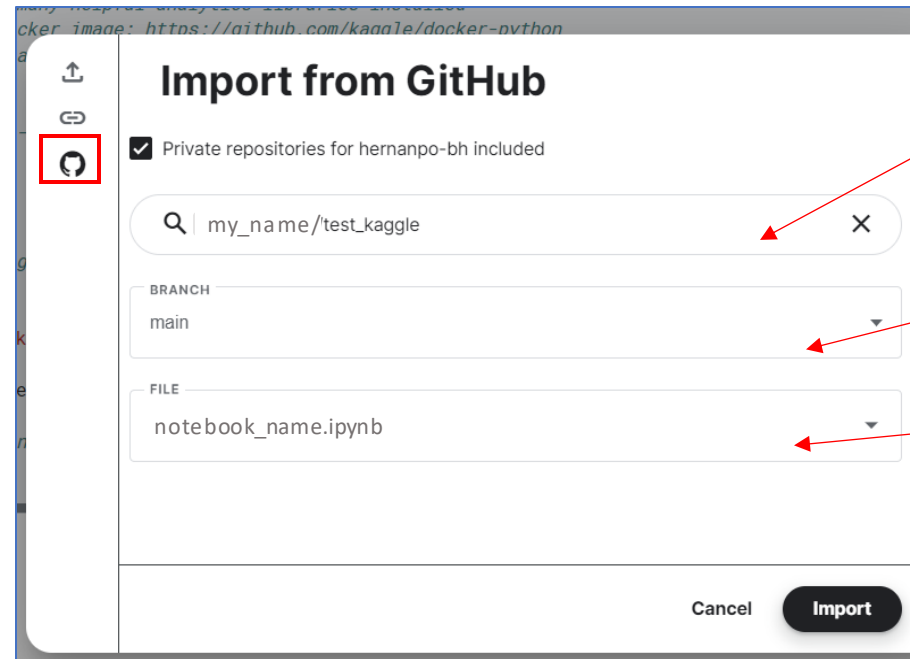 many helpful analytics libraries installed
cker image: https://github.com/kaggle/docker-python
a
Import from GitHub
Private repositories for hernanpo-bh included
my_name/'test_kaggle
g
BRANCH
main
k
FILE
e
notebook_name.ipynb
n
Cancel
Import